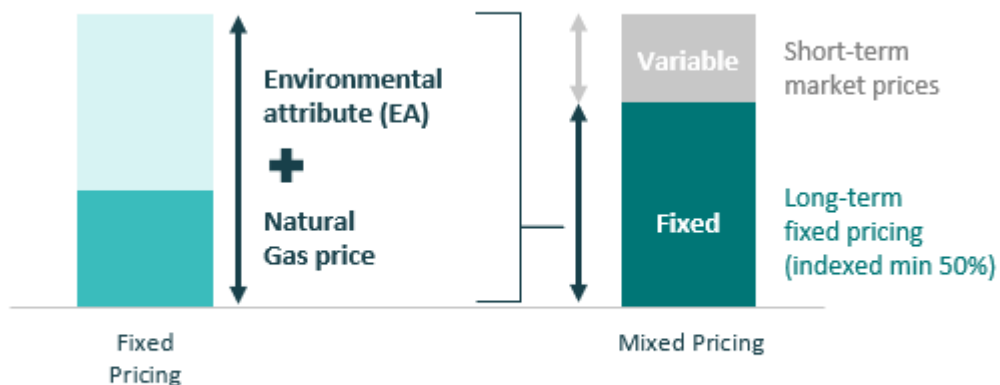 Environmental
attribute (EA)
+
Natural
Gas price
Fixed
Pricing
Variable
Fixed
Short-term
market prices
Long-term
fixed pricing
(indexed min 50%)
Mixed Pricing